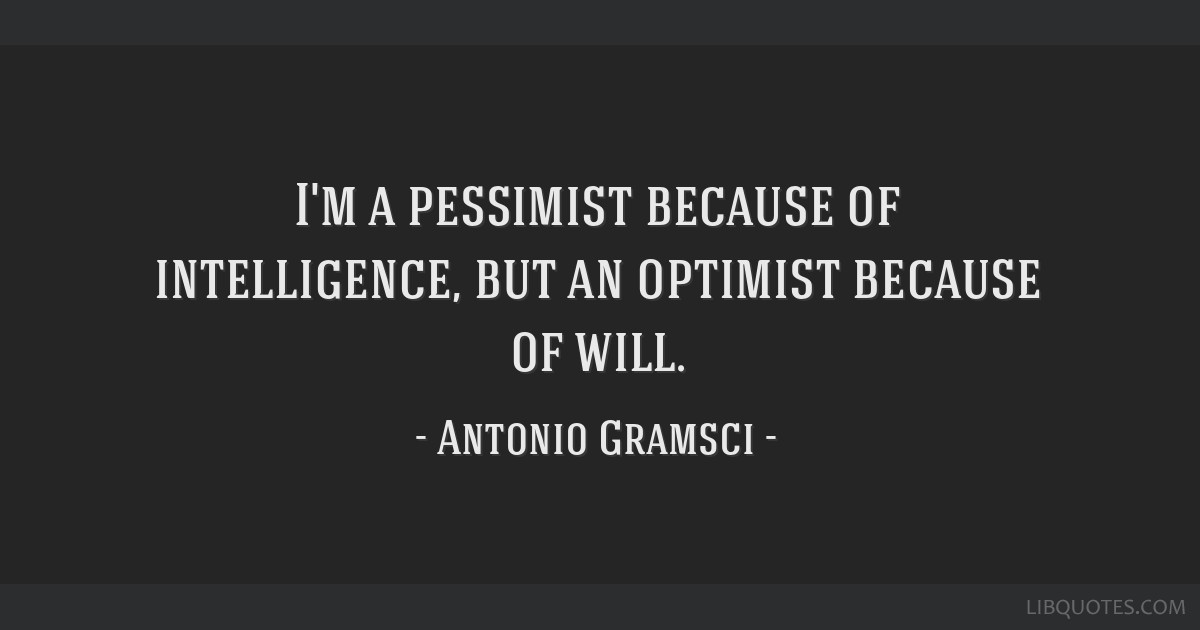 I'm a pessimist because of
intelligence, but an optimist because
of will.
- Antonio Gramsci -
LIBQUOTES.COM